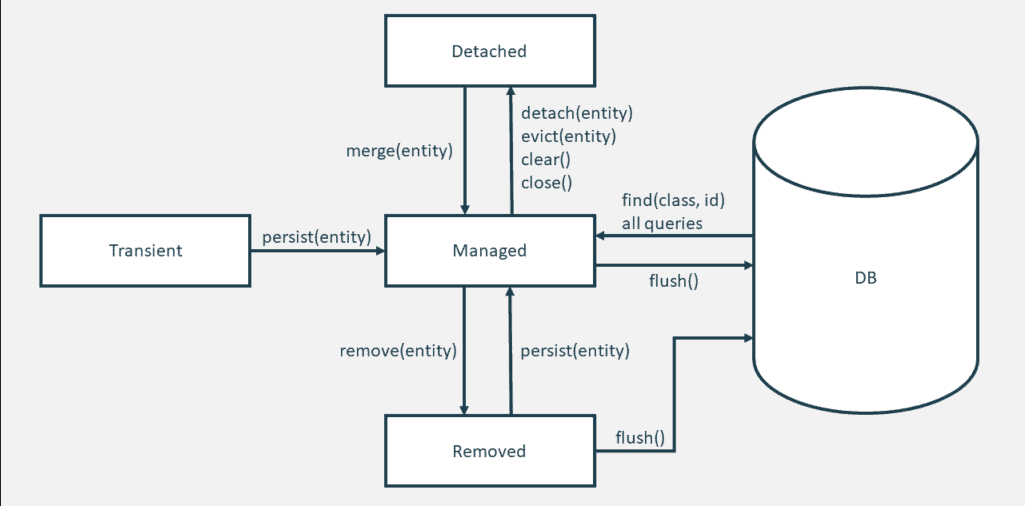 Detached
merge(entity)
detach(entity)
evict(entity)
clear()
close()
find(class, id)
all queries
Transient
persist(entity)
Managed
flush()
DB
remove(entity)
persist(entity)
Removed
flush()